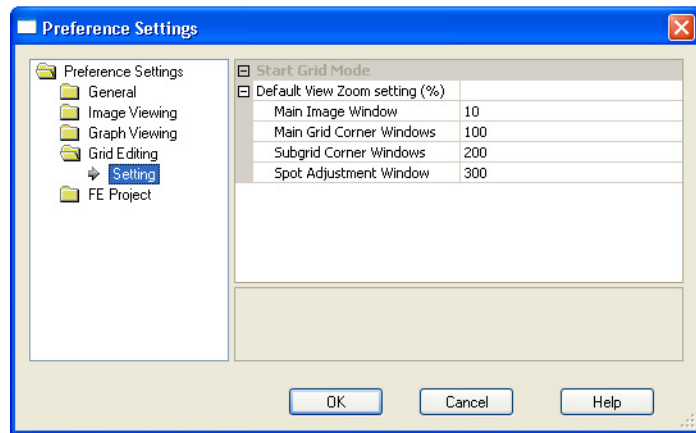 Preference Settings
Preference Settings
General
Image Viewing
Graph Viewing
Grid Editing
Setting
FE Project
Start Grid Mode
Default View Zoom setting (%)
Main Image Window 10
Main Grid Corner Windows 100
Subgrid Corner Windows 200
Spot Adjustment Window 300
OK Cancel Help